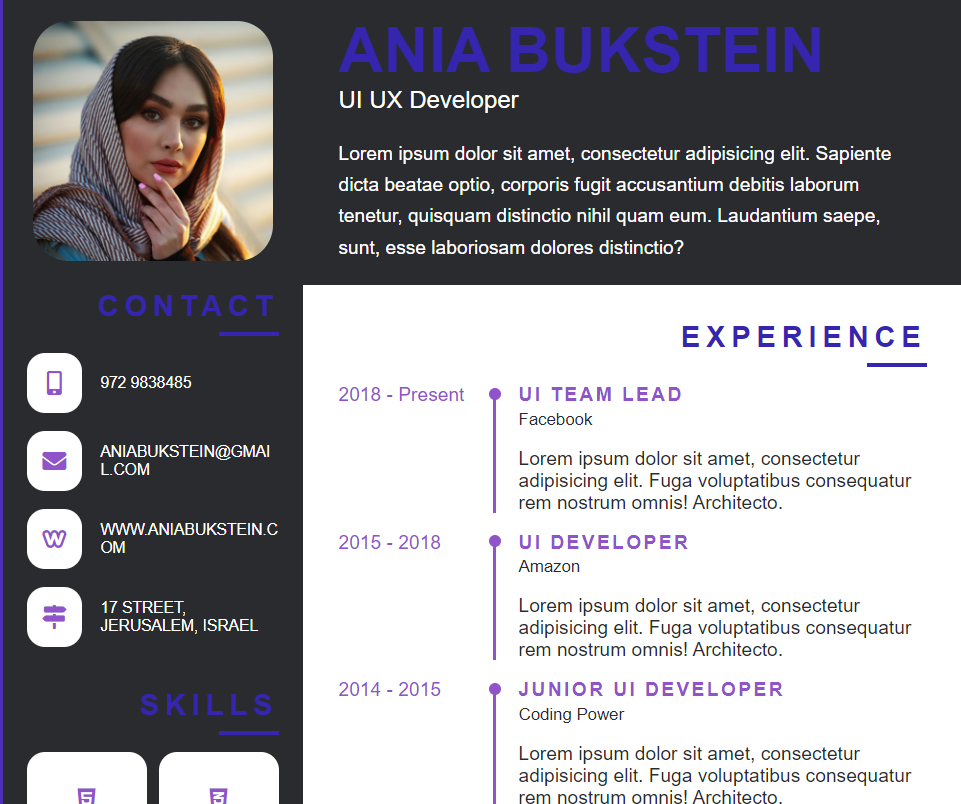 ANIA BUKSTEIN
UI UX Developer
Lorem ipsum dolor sit amet, consectetur adipisicing elit. Sapiente
dicta beatae optio, corporis fugit accusantium debitis laborum
tenetur, quisquam distinctio nihil quam eum. Laudantium saepe,
sunt, esse laboriosam dolores distinctio?
CONTACT
972 9838485
ANIABUKSTEIN@GMAI
L.COM
WWW.ANIABUKSTEIN.C
OM
17 STREET,
JERUSALEM, ISRAEL
SKILLS
EXPERIENCE
2018 - Present
UI TEAM LEAD
Facebook
Lorem ipsum dolor sit amet, consectetur
adipisicing elit. Fuga voluptatibus consequatur
rem nostrum omnis! Architecto.
2015 - 2018
UI DEVELOPER
Amazon
Lorem ipsum dolor sit amet, consectetur
adipisicing elit. Fuga voluptatibus consequatur
rem nostrum omnis! Architecto.
2014 - 2015
JUNIOR UI DEVELOPER
Coding Power
Lorem ipsum dolor sit amet, consectetur
adipisicing elit. Fuga voluptatibus consequatur
rem nostrum omnis! Architecto.